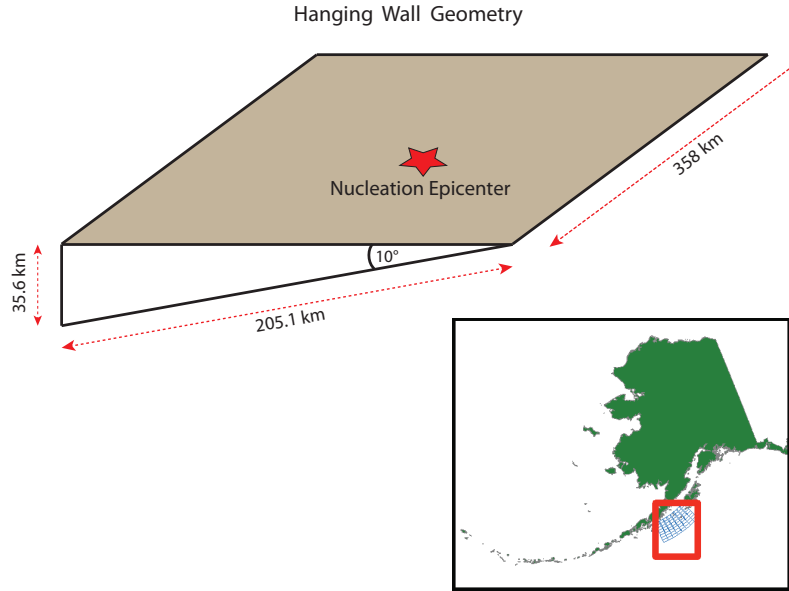 Hanging Wall Geometry
Nucleation Epicenter
358 km
10°
35.6 km
205.1 km